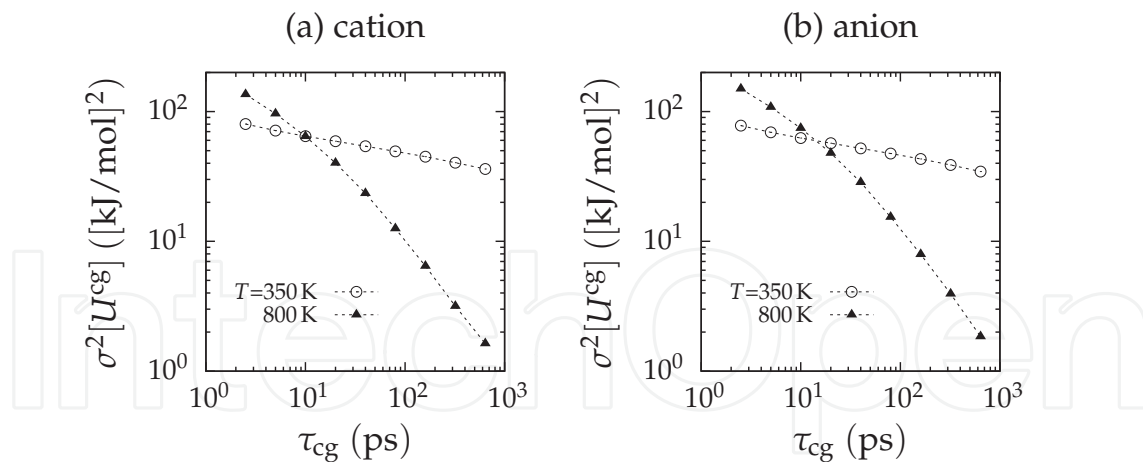 (a) cation
σ²[U^cg] ([kJ/mol]²)
10²
10¹
10⁰
T=350 K
800 K
10⁰ 10¹ 10² 10³
τ_cg (ps)
(b) anion
σ²[U^cg] ([kJ/mol]²)
10²
10¹
10⁰
T=350 K
800 K
10⁰ 10¹ 10² 10³
τ_cg (ps)
IntechOpen